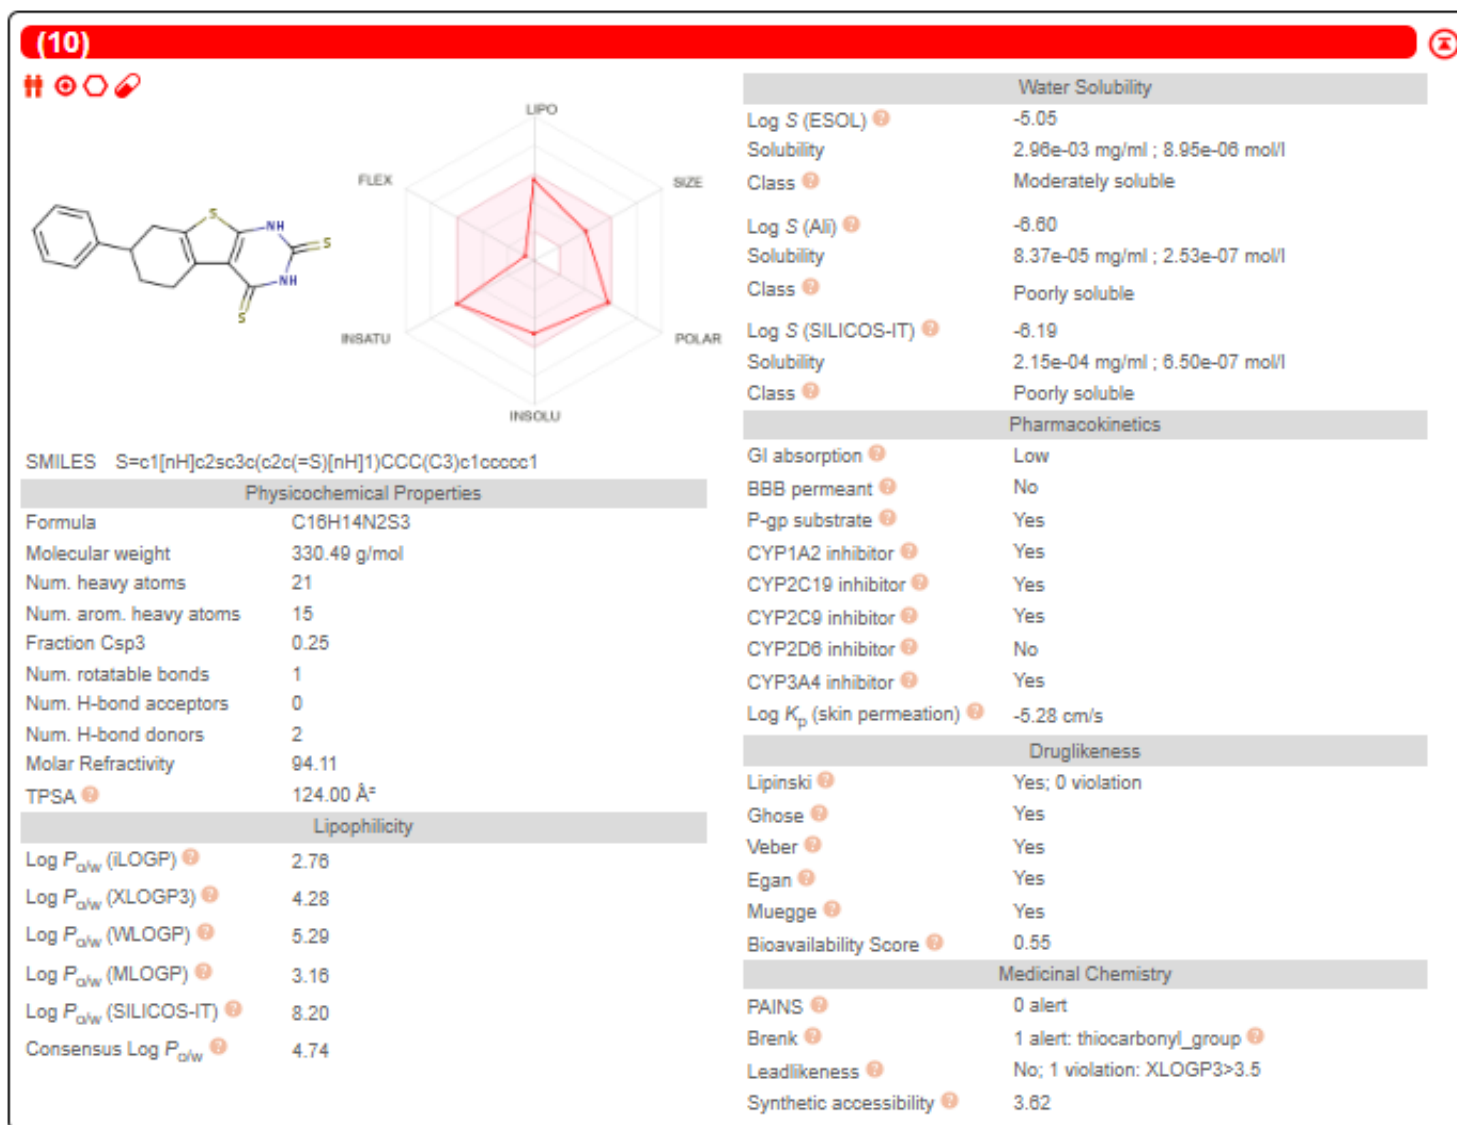 (10)
LIPO
FLEX
SIZE
S
NH
S
NH
S
INSATU
POLAR
INSOLU
SMILES S=c1[nH]c2sc3c(c2c(=S)[nH]1)CCC(C3)c1ccccc1
Physicochemical Properties
Formula C16H14N2S3
Molecular weight 330.49 g/mol
Num. heavy atoms 21
Num. arom. heavy atoms 15
Fraction Csp3 0.25
Num. rotatable bonds 1
Num. H-bond acceptors 0
Num. H-bond donors 2
Molar Refractivity 94.11
TPSA ? 124.00 Å²
Lipophilicity
Log Po/w (iLOGP) ? 2.76
Log Po/w (XLOGP3) ? 4.28
Log Po/w (WLOGP) ? 5.29
Log Po/w (MLOGP) ? 3.16
Log Po/w (SILICOS-IT) ? 8.20
Consensus Log Po/w ? 4.74
Water Solubility
Log S (ESOL) ? -5.05
Solubility 2.96e-03 mg/ml ; 8.95e-06 mol/l
Class ? Moderately soluble
Log S (Ali) ? -6.60
Solubility 8.37e-05 mg/ml ; 2.53e-07 mol/l
Class ? Poorly soluble
Log S (SILICOS-IT) ? -6.19
Solubility 2.15e-04 mg/ml ; 6.50e-07 mol/l
Class ? Poorly soluble
Pharmacokinetics
GI absorption ? Low
BBB permeant ? No
P-gp substrate ? Yes
CYP1A2 inhibitor ? Yes
CYP2C19 inhibitor ? Yes
CYP2C9 inhibitor ? Yes
CYP2D6 inhibitor ? No
CYP3A4 inhibitor ? Yes
Log Kp (skin permeation) ? -5.28 cm/s
Druglikeness
Lipinski ? Yes; 0 violation
Ghose ? Yes
Veber ? Yes
Egan ? Yes
Muegge ? Yes
Bioavailability Score ? 0.55
Medicinal Chemistry
PAINS ? 0 alert
Brenk ? 1 alert: thiocarbonyl_group ?
Leadlikeness ? No; 1 violation: XLOGP3>3.5
Synthetic accessibility ? 3.62